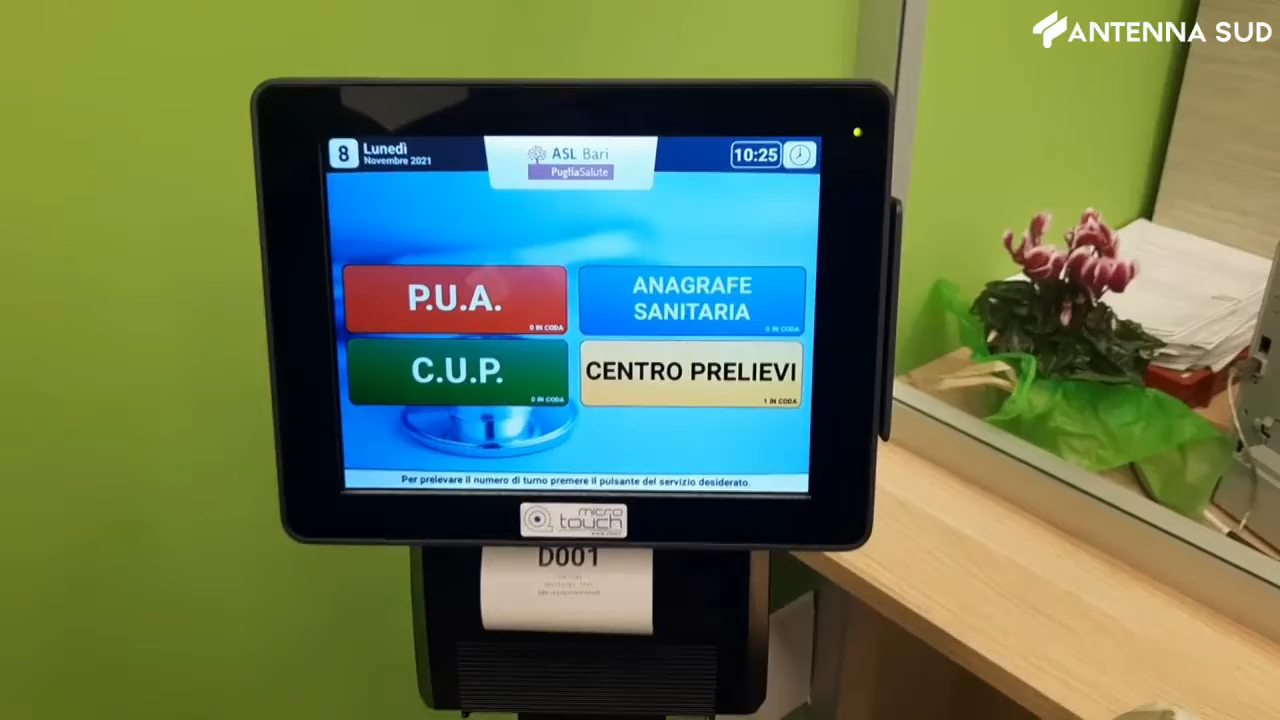 ANTENNA SUD
8
Lunedì
Novembre 2021
ASL Bari
PugliaSalute
10:25
P.U.A.
0 IN CODA
ANAGRAFE
SANITARIA
0 IN CODA
C.U.P.
0 IN CODA
CENTRO PRELIEVI
1 IN CODA
Per prelevare il numero di turno premere il pulsante del servizio desiderato.
micro
touch
D001